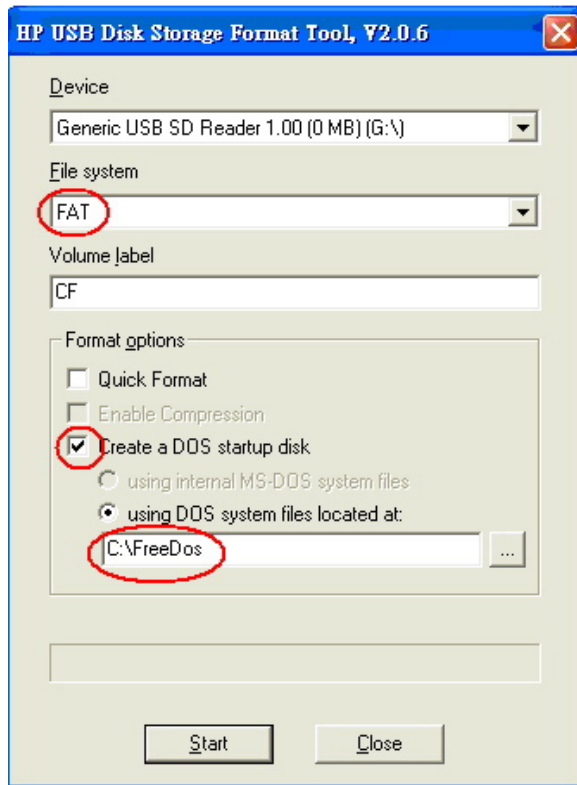 HP USB Disk Storage Format Tool, V2.0.6
Device
Generic USB SD Reader 1.00 (0 MB) (G:\)
File system
FAT
Volume label
CF
Format options
Quick Format
Enable Compression
Create a DOS startup disk
using internal MS-DOS system files
using DOS system files located at:
C:\FreeDos
...
Start
Close